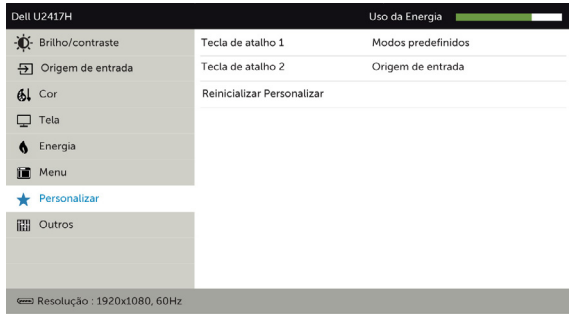 Dell U2417H Uso da Energia
Brilho/contraste Tecla de atalho 1 Modos predefinidos
Origem de entrada Tecla de atalho 2 Origem de entrada
Cor Reinicializar Personalizar
Tela
Energia
Menu
Personalizar
Outros
Resolução : 1920x1080, 60Hz